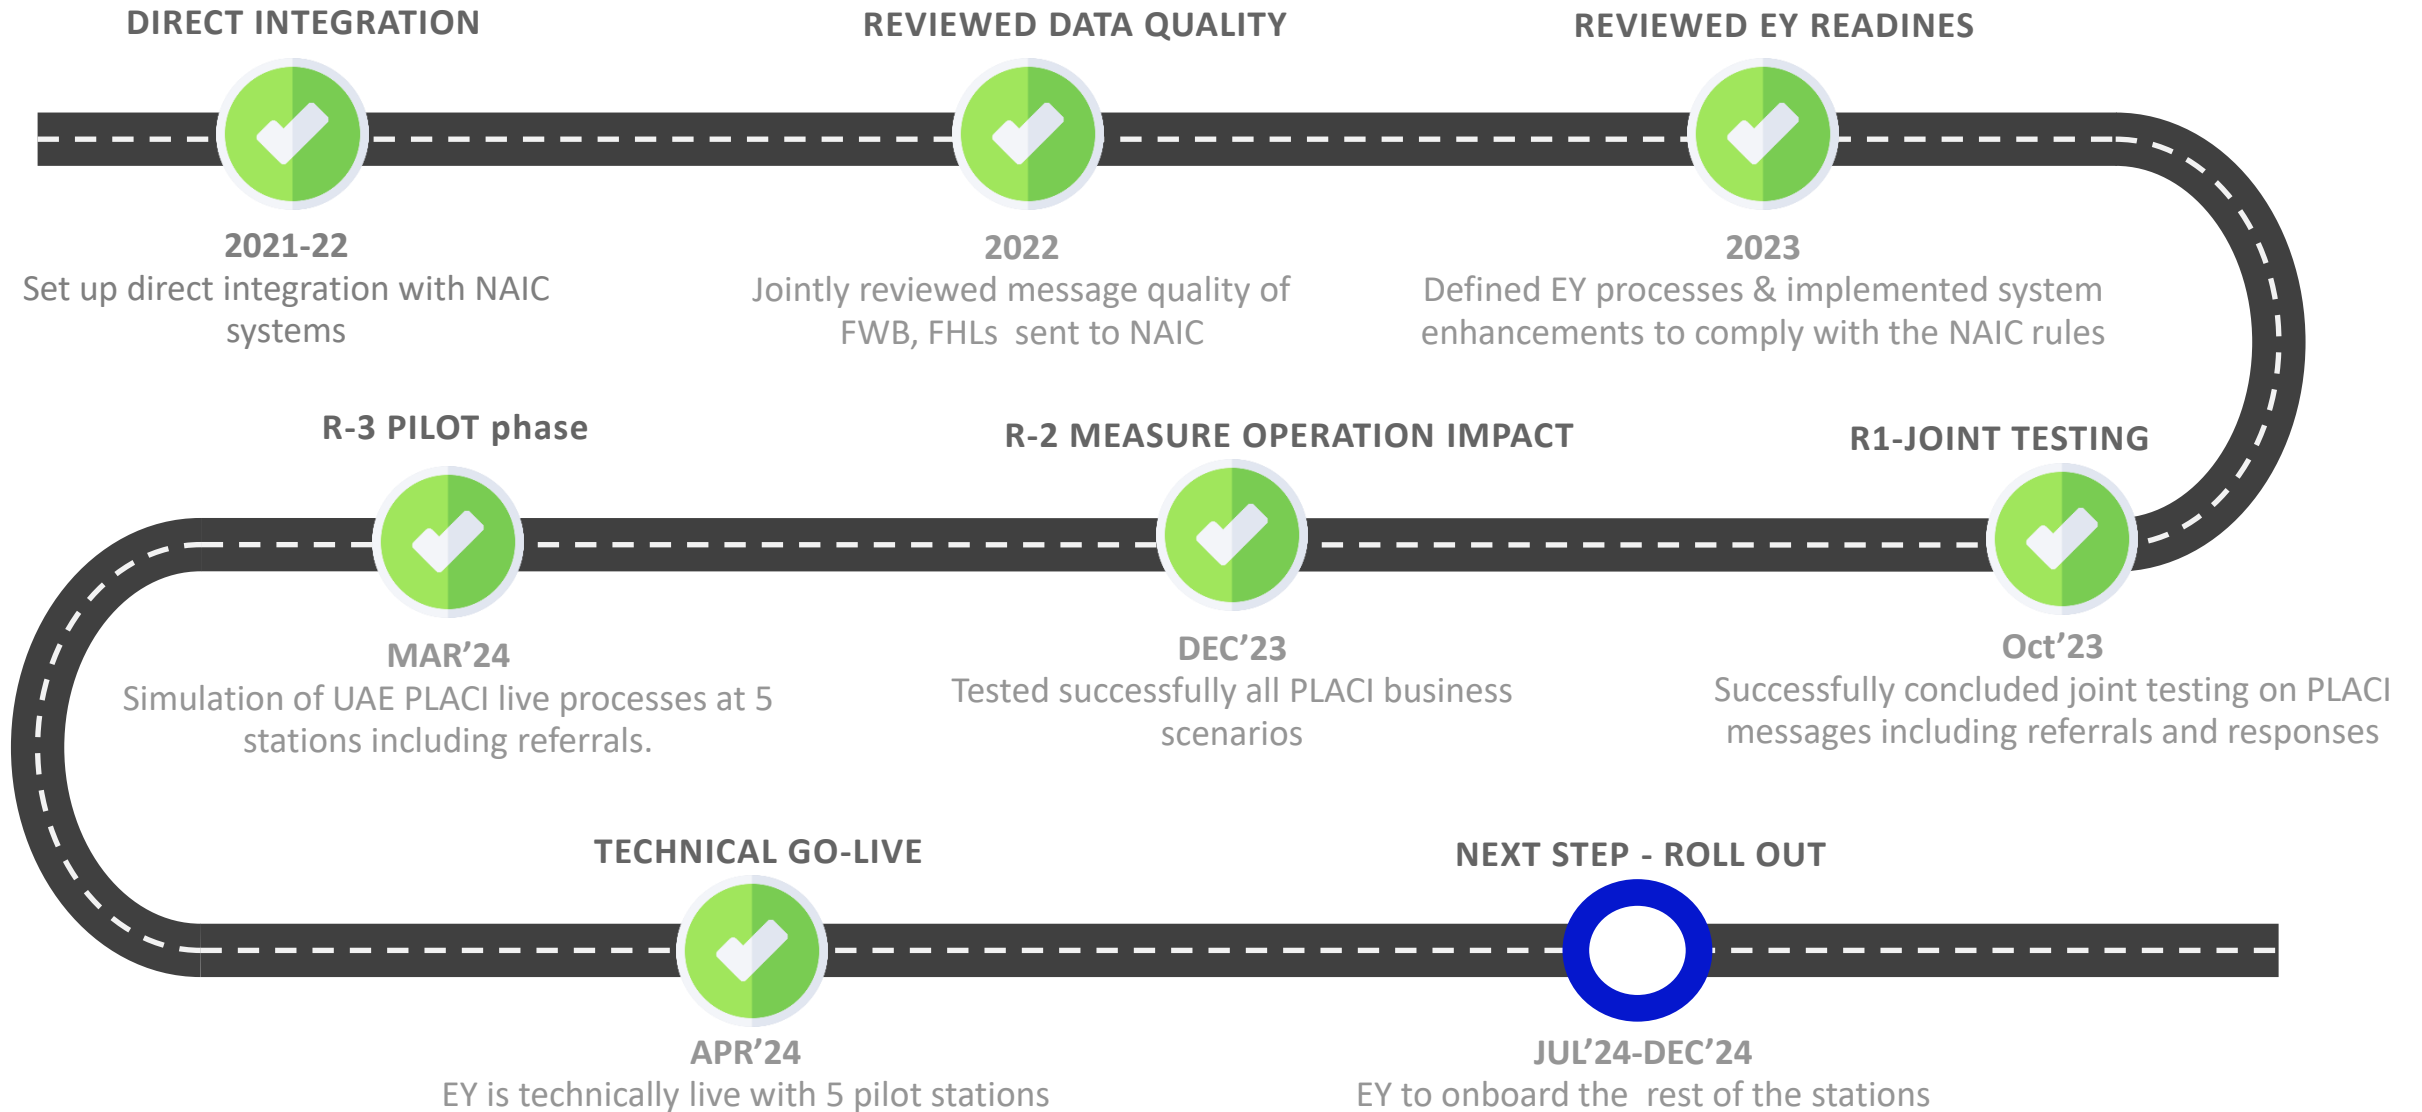 DIRECT INTEGRATION
2021-22
Set up direct integration with NAIC
systems
REVIEWED DATA QUALITY
2022
Jointly reviewed message quality of
FWB, FHLs  sent to NAIC
REVIEWED EY READINES
2023
Defined EY processes & implemented system
enhancements to comply with the NAIC rules
R1-JOINT TESTING
Oct’23
Successfully concluded joint testing on PLACI
messages including referrals and responses
R-2 MEASURE OPERATION IMPACT
DEC’23
Tested successfully all PLACI business
scenarios
R-3 PILOT phase
MAR’24
Simulation of UAE PLACI live processes at 5
stations including referrals.
TECHNICAL GO-LIVE
APR’24
EY is technically live with 5 pilot stations
NEXT STEP - ROLL OUT
JUL’24-DEC’24
EY to onboard the  rest of the stations